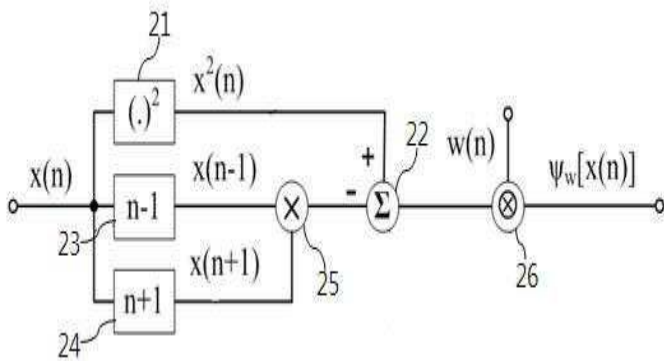 21
x²(n)
(.)²
22
w(n)
+
x(n)
x(n-1)
-
ψw[x(n)]
n-1
×
Σ
⊗
23
x(n+1)
25
26
n+1
24